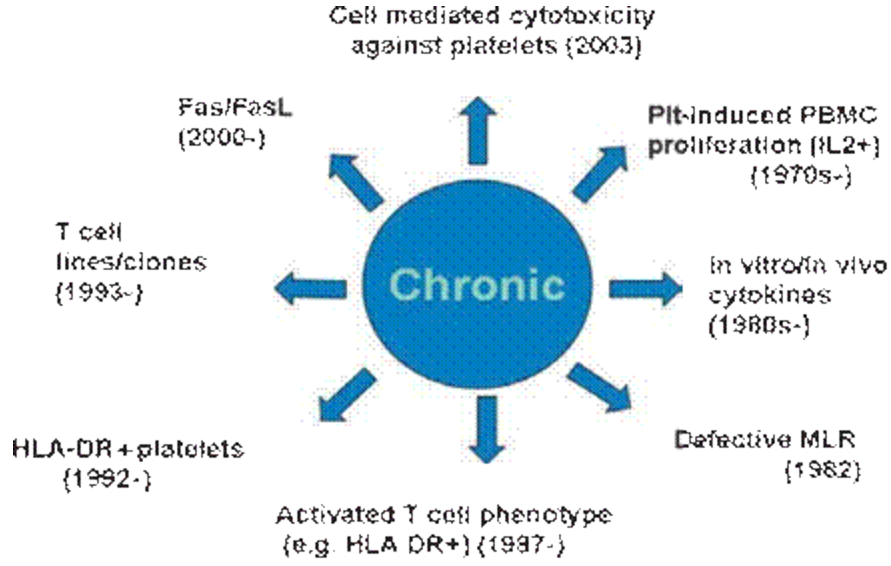 Cell mediated cytotoxicity
against platelets (2003)
Fas/FasL
(2000-)
Plt-induced PBMC
proliferation (IL2+)
(1970s-)
T cell
lines/clones
(1993-)
Chronic
In vitro/in vivo
cytokines
(1980s-)
HLA-DR+platelets
(1992-)
Defective MLR
(1982)
Activated T cell phenotype
(e.g. HLA DR+) (1997-)